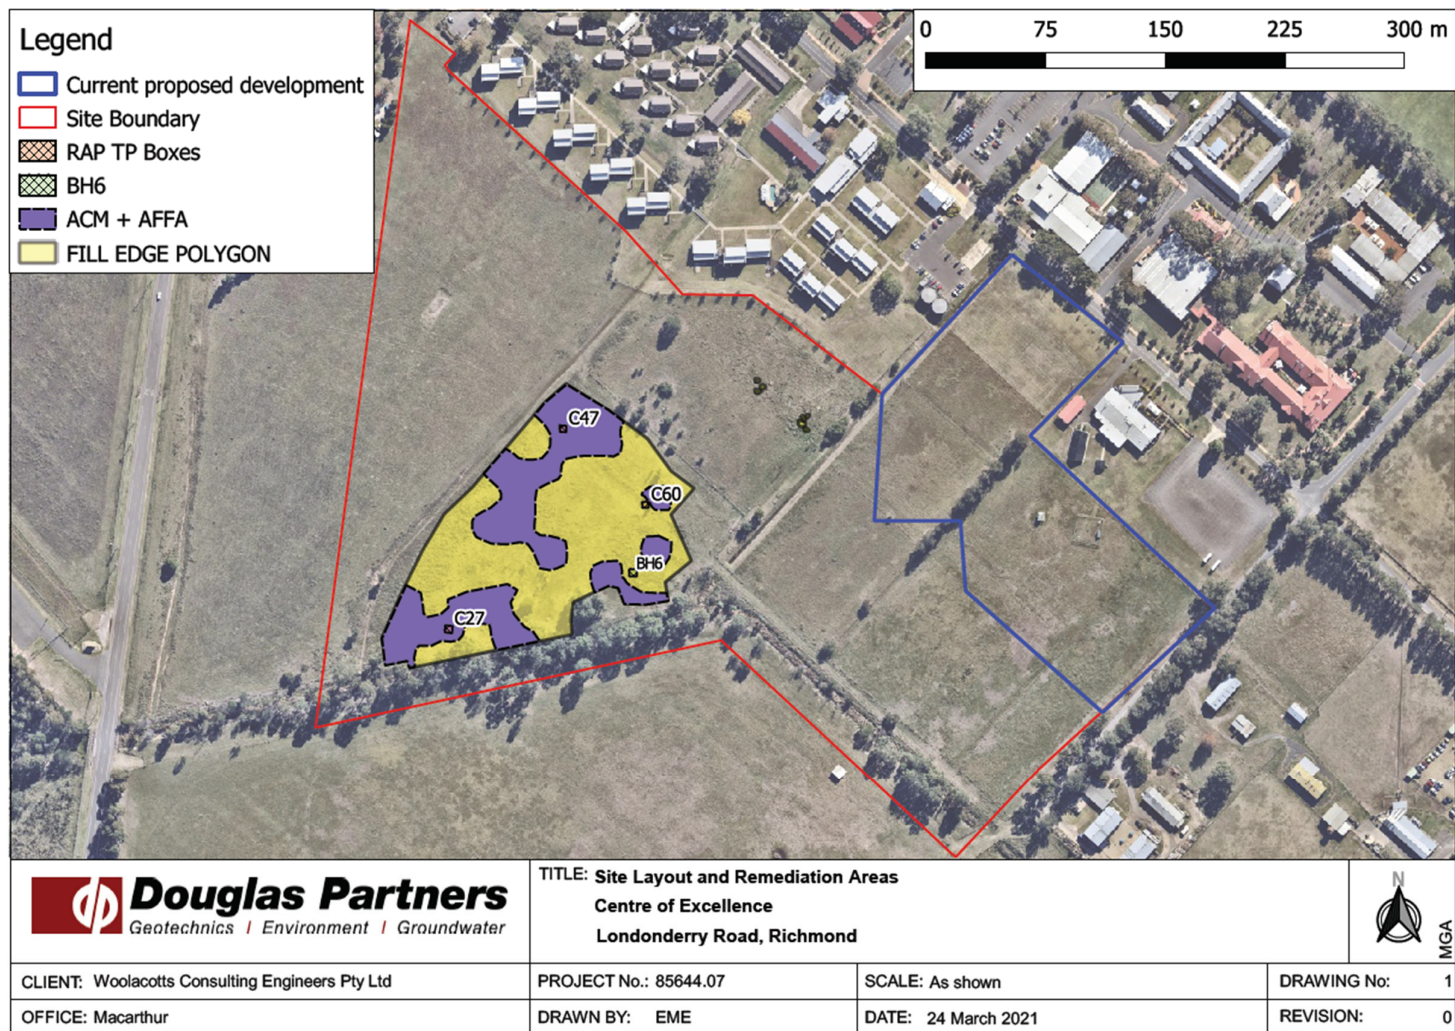 Legend
Current proposed development
Site Boundary
RAP TP Boxes
BH6
ACM + AFFA
FILL EDGE POLYGON
0 75 150 225 300 m
C47
C60
BH6
C27
Douglas Partners
Geotechnics | Environment | Groundwater
TITLE: Site Layout and Remediation Areas
Centre of Excellence
Londonderry Road, Richmond
N
MGA
CLIENT: Woolacotts Consulting Engineers Pty Ltd
PROJECT No.: 85644.07
SCALE: As shown
DRAWING No: 1
OFFICE: Macarthur
DRAWN BY: EME
DATE: 24 March 2021
REVISION: 0